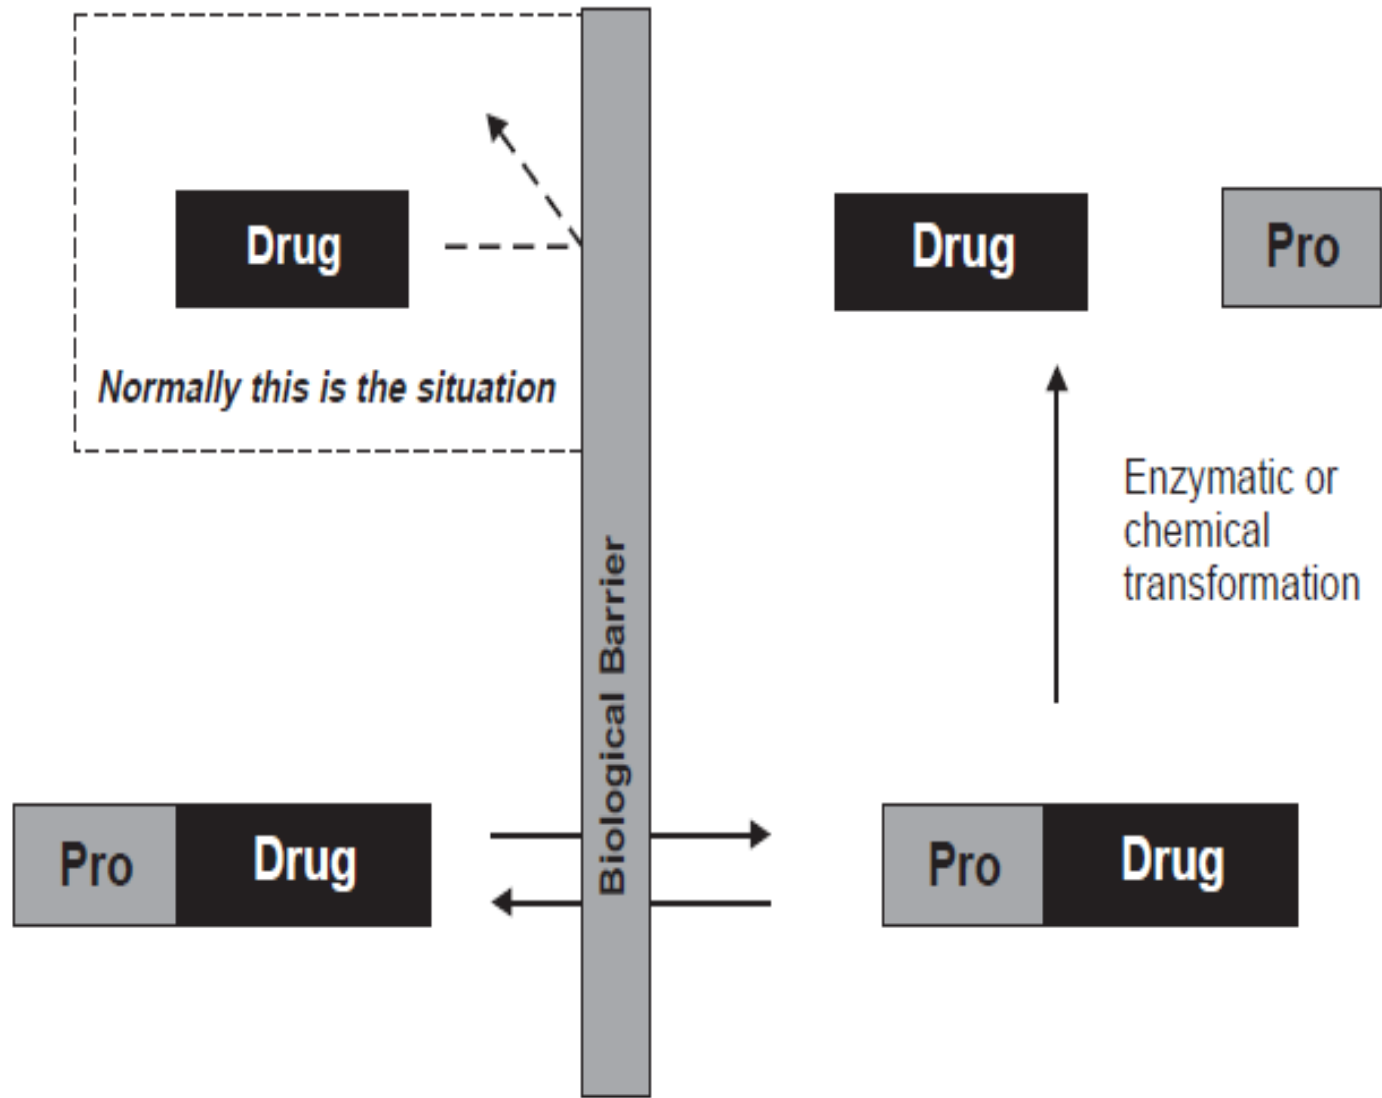 Drug
Drug
Pro
Normally this is the situation
Enzymatic or
chemical
transformation
Biological Barrier
Pro
Drug
Pro
Drug